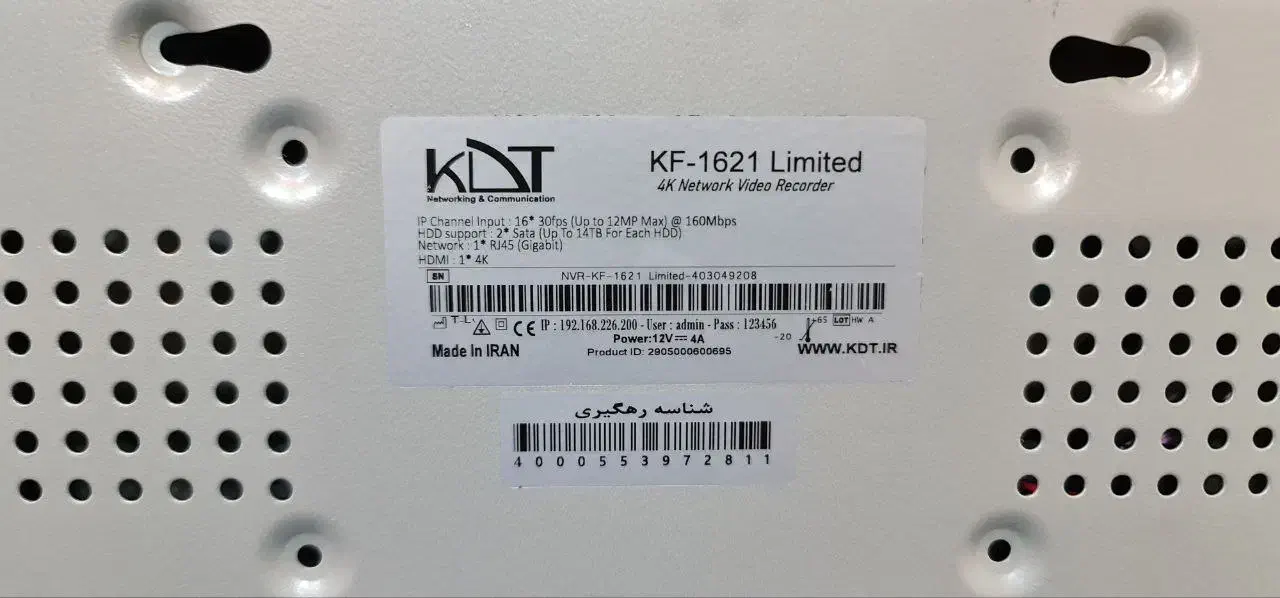 KDT
Networking & Communication
KF-1621 Limited
4K Network Video Recorder
IP Channel Input : 16* 30fps (Up to 12MP Max) @ 160Mbps
HDD support : 2* Sata (Up To 14TB For Each HDD)
Network : 1* RJ45 (Gigabit)
HDMI : 1* 4K
SN
NVR-KF-1621 Limited-403049208
CE IP : 192.168.226.200 - User : admin - Pass : 123456
-20 +65 LOT HW A
Power:12V⎓ 4A
Made In IRAN
Product ID: 2905000600695
WWW.KDT.IR
شناسه رهگیری
4000553972811